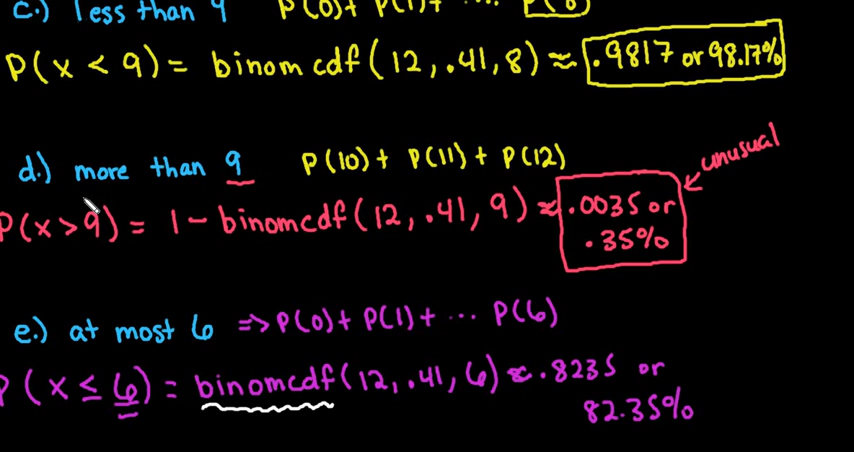 c.) less than 9 P(0)+ P(1)+ ... P(8)
P(x < 9) = binomcdf(12, .41, 8) ≈ .9817 or 98.17%
d.) more than 9 P(10) + P(11) + P(12)
unusual
P(x > 9) = 1 - binomcdf(12, .41, 9) ≈ .0035 or
.35%
e.) at most 6 => P(0) + P(1) + ... P(6)
P(x ≤ 6) = binomcdf(12, .41, 6) ≈ .8235 or
82.35%